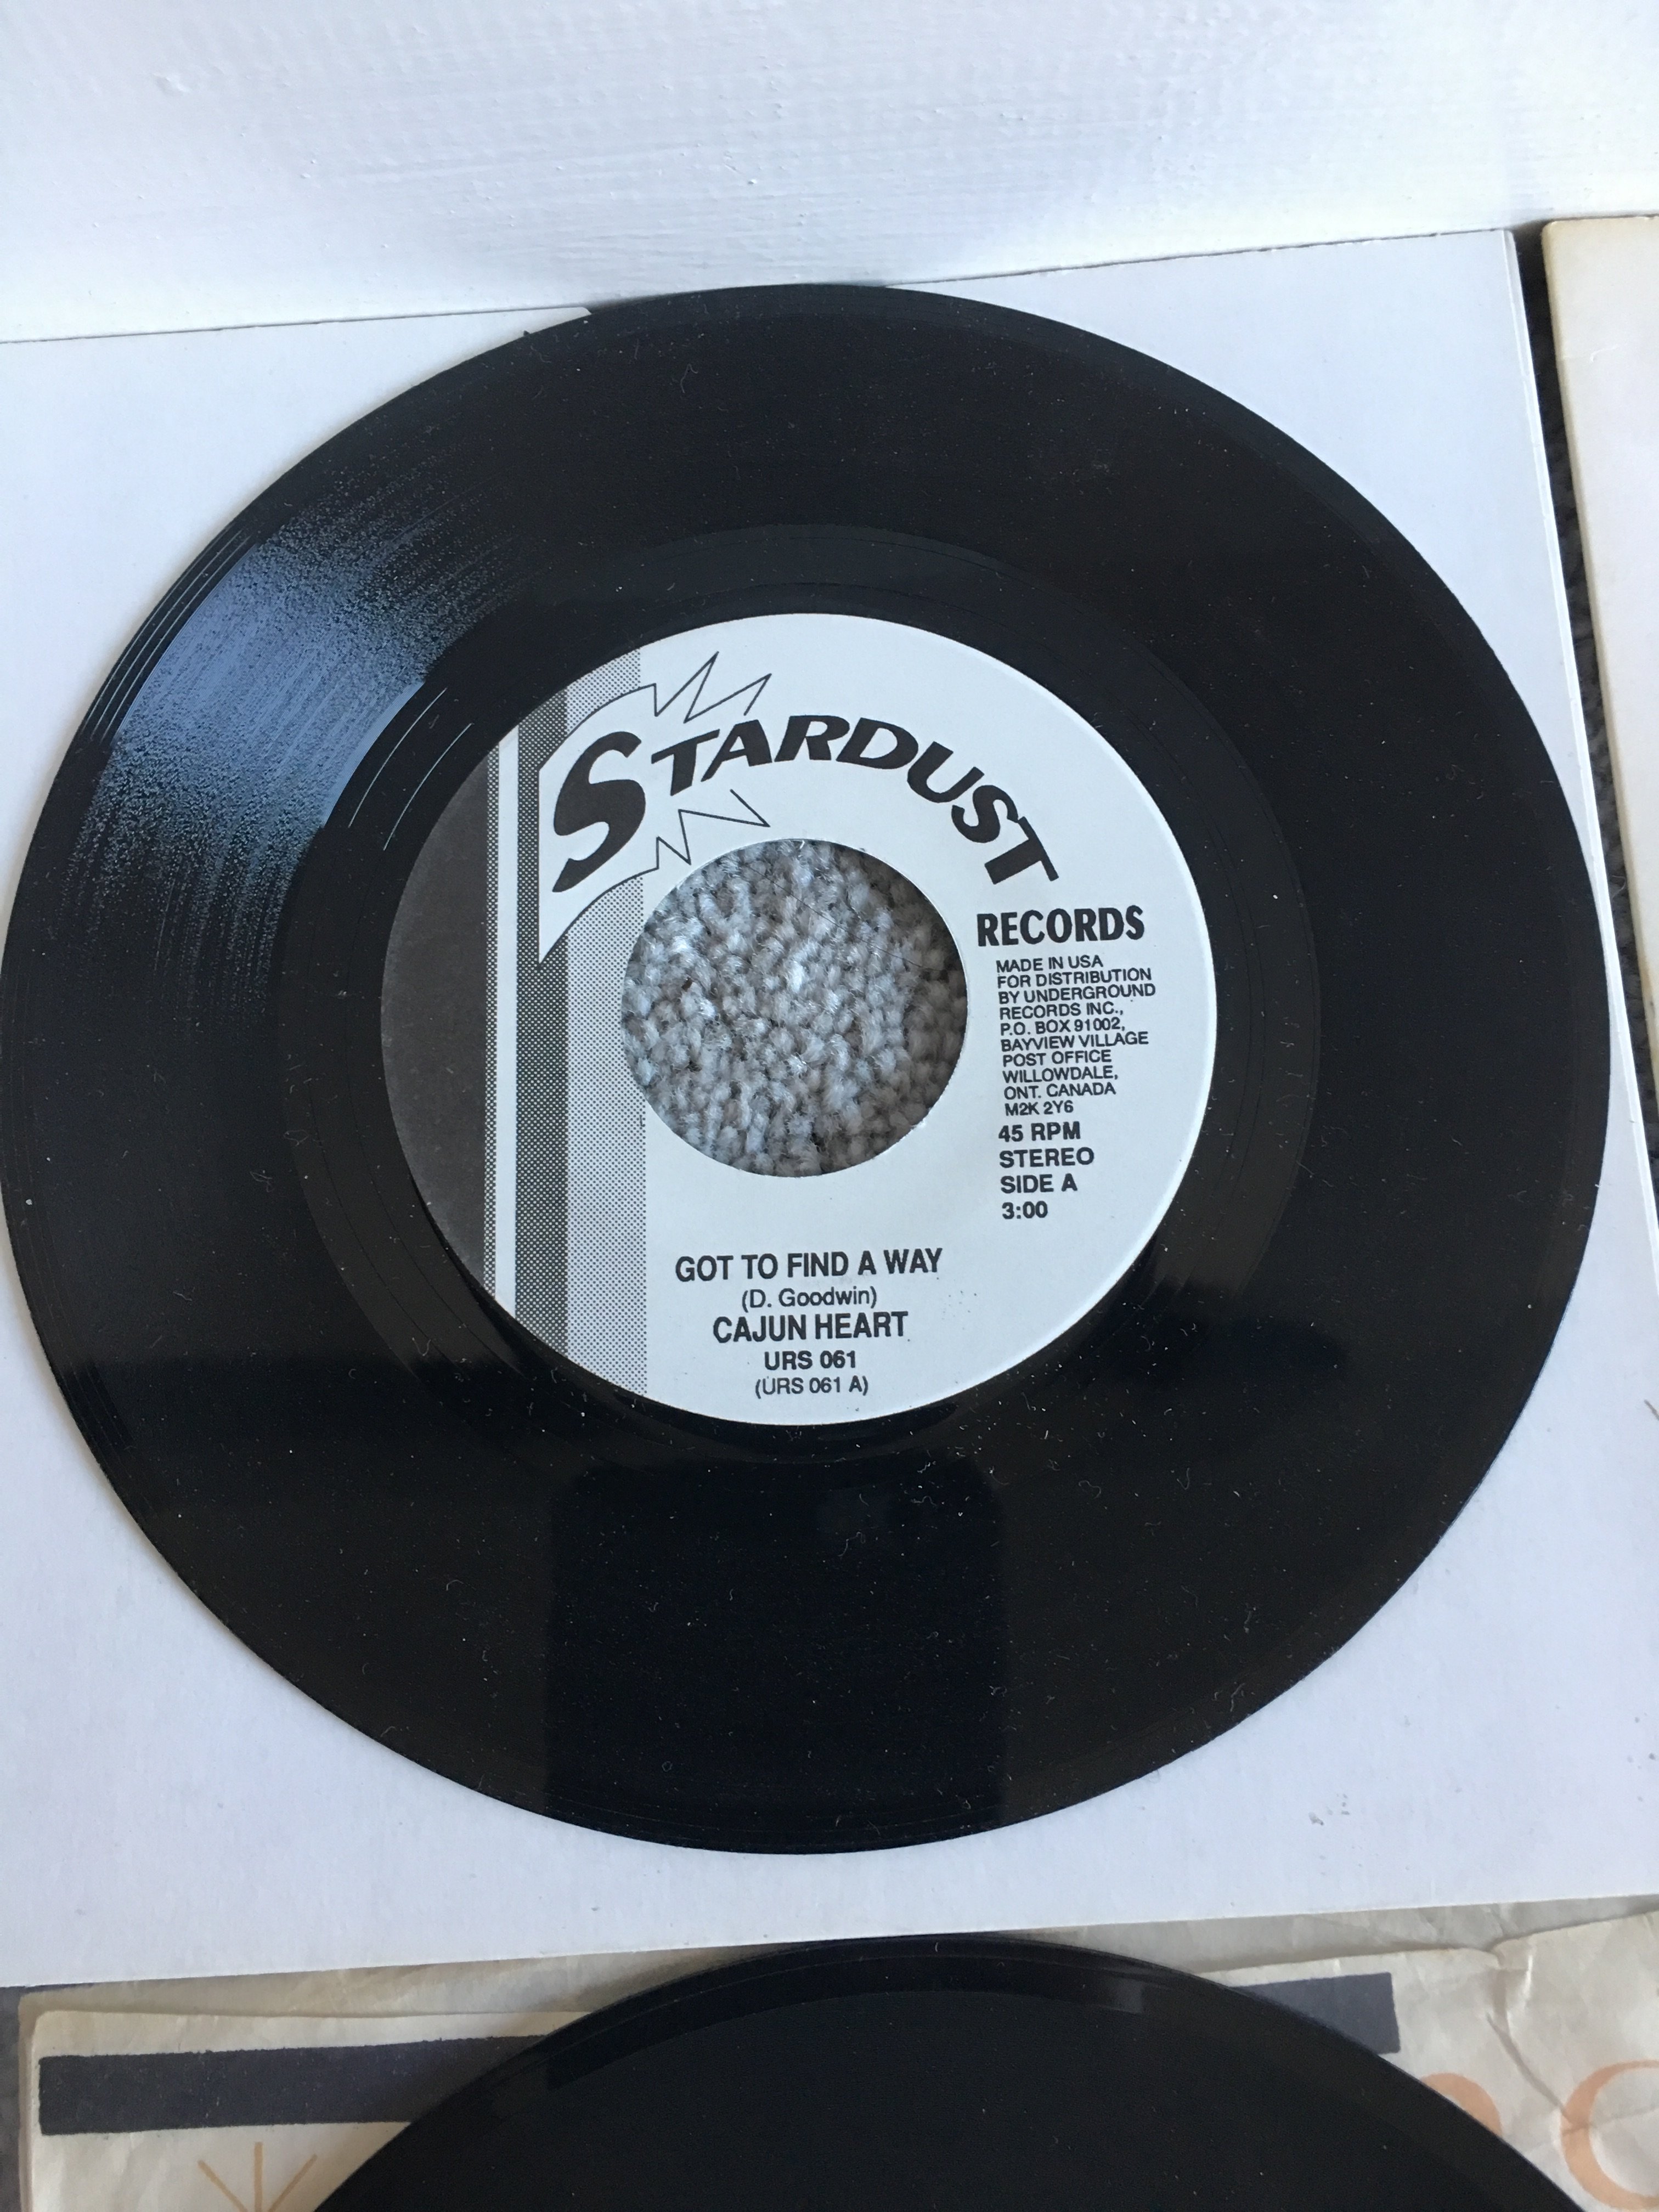 STARDUST
RECORDS
MADE IN USA
FOR DISTRIBUTION
BY UNDERGROUND
RECORDS INC.,
P.O. BOX 91002,
BAYVIEW VILLAGE
POST OFFICE
WILLOWDALE,
ONT. CANADA
M2K 2Y6
45 RPM
STEREO
SIDE A
3:00
GOT TO FIND A WAY
(D. Goodwin)
CAJUN HEART
URS 061
(URS 061 A)